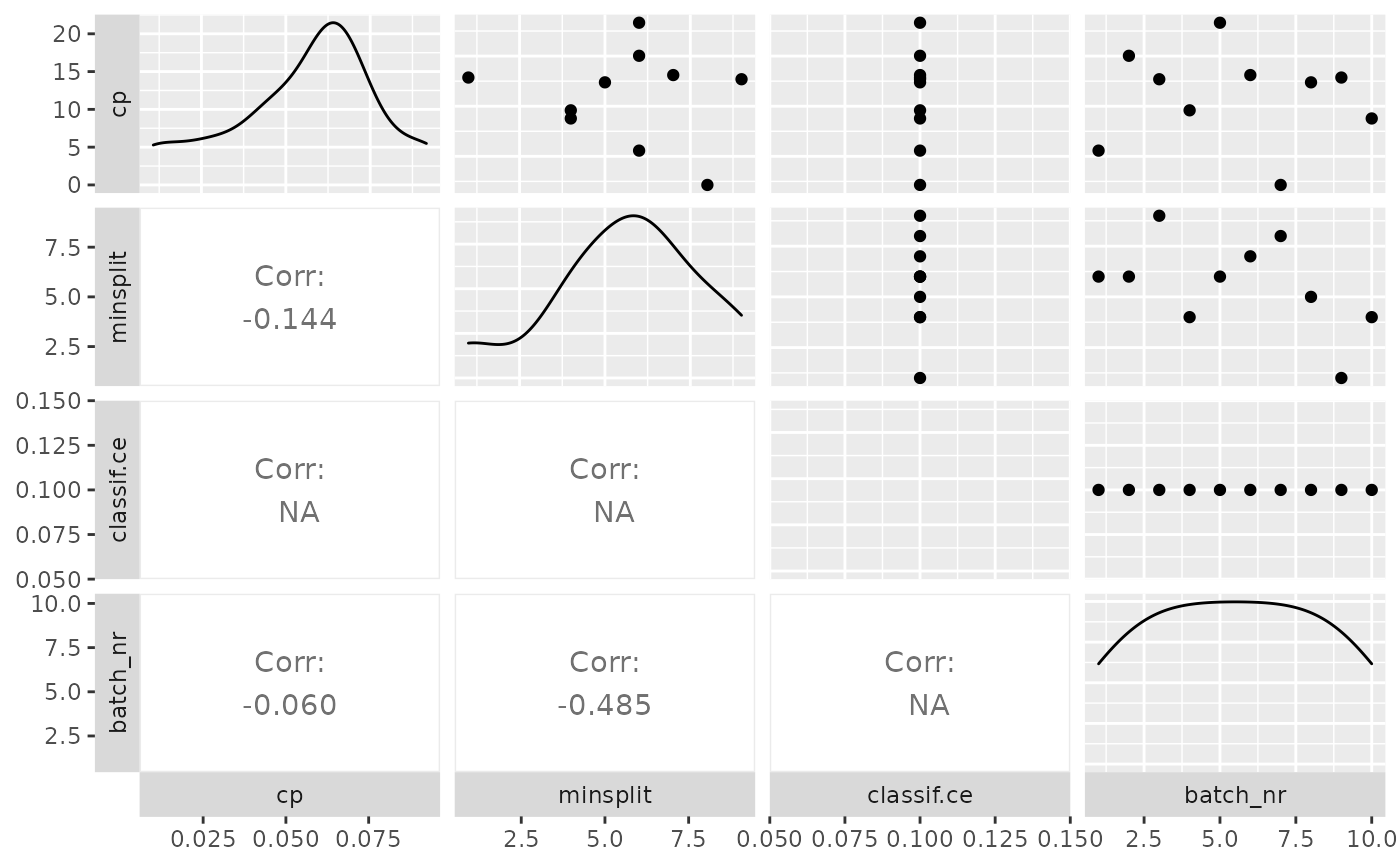 20
15
10
5
0
cp
7.5
5.0
2.5
minsplit
Corr:
-0.144
0.150
0.125
0.100
0.075
0.050
classif.ce
Corr:
NA
Corr:
NA
10.0
7.5
5.0
2.5
batch_nr
Corr:
-0.060
Corr:
-0.485
Corr:
NA
cp minsplit classif.ce batch_nr
0.025 0.050 0.075 2.5 5.0 7.5 0.050 0.075 0.100 0.125 0.150 2.5 5.0 7.5 10.0